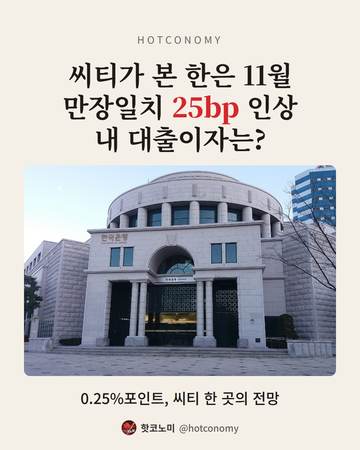 HOTCONOMY
씨티가 본 한은 11월
만장일치 25bp 인상
내 대출이자는?
한국은행
0.25%포인트, 씨티 한 곳의 전망
핫코노미 @hotconomy